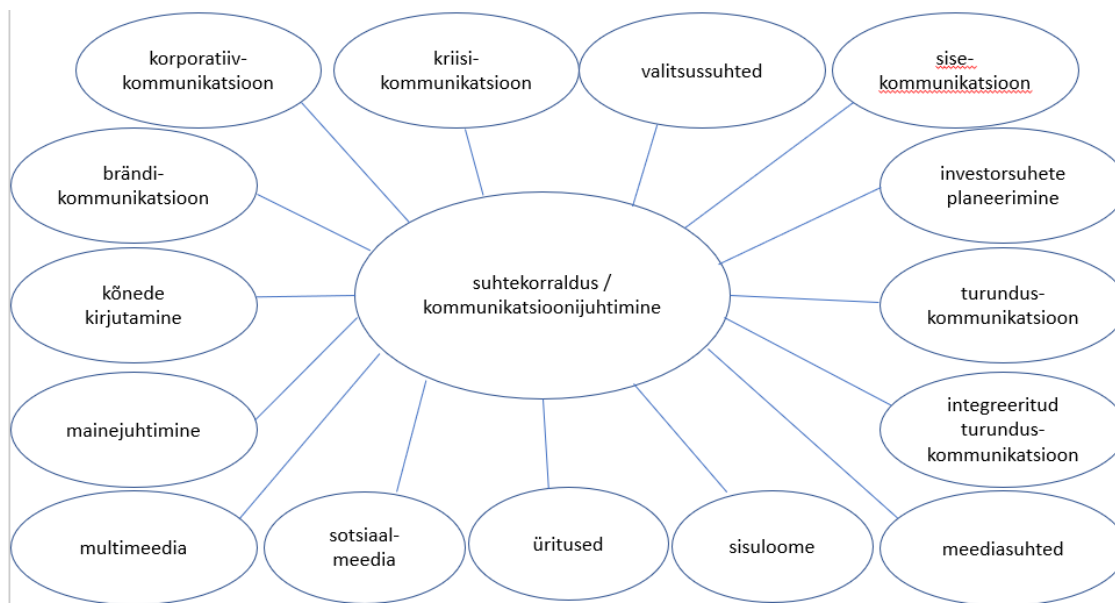 korporatiiv-
kommunikatsioon
kriisi-
kommunikatsioon
valitsussuhted
sise-
kommunikatsioon
brändi-
kommunikatsioon
investorsuhete
planeerimine
suhtekorraldus /
kommunikatsioonijuhtimine
kõnede
kirjutamine
turundus-
kommunikatsioon
mainejuhtimine
integreeritud
turundus-
kommunikatsioon
multimeedia
sotsiaal-
meedia
üritused
sisuloome
meediasuhted